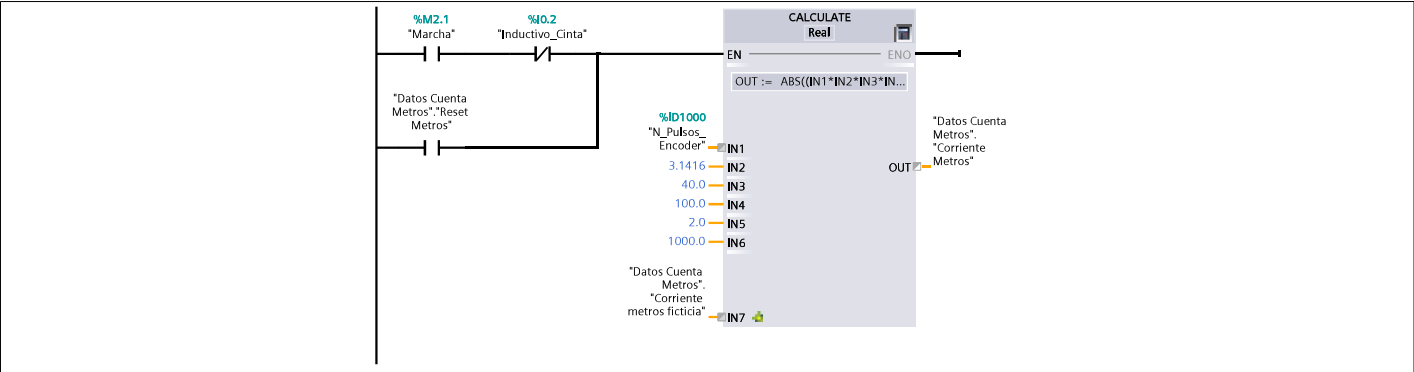 %M2.1
"Marcha"
%I0.2
"Inductivo_Cinta"
"Datos Cuenta
Metros"."Reset
Metros"
CALCULATE
Real
EN
ENO
OUT := ABS((IN1*IN2*IN3*IN...
%ID1000
"N_Pulsos_
Encoder"
IN1
3.1416
IN2
40.0
IN3
100.0
IN4
2.0
IN5
1000.0
IN6
"Datos Cuenta
Metros".
"Corriente
metros ficticia"
IN7
OUT
"Datos Cuenta
Metros".
"Corriente
Metros"